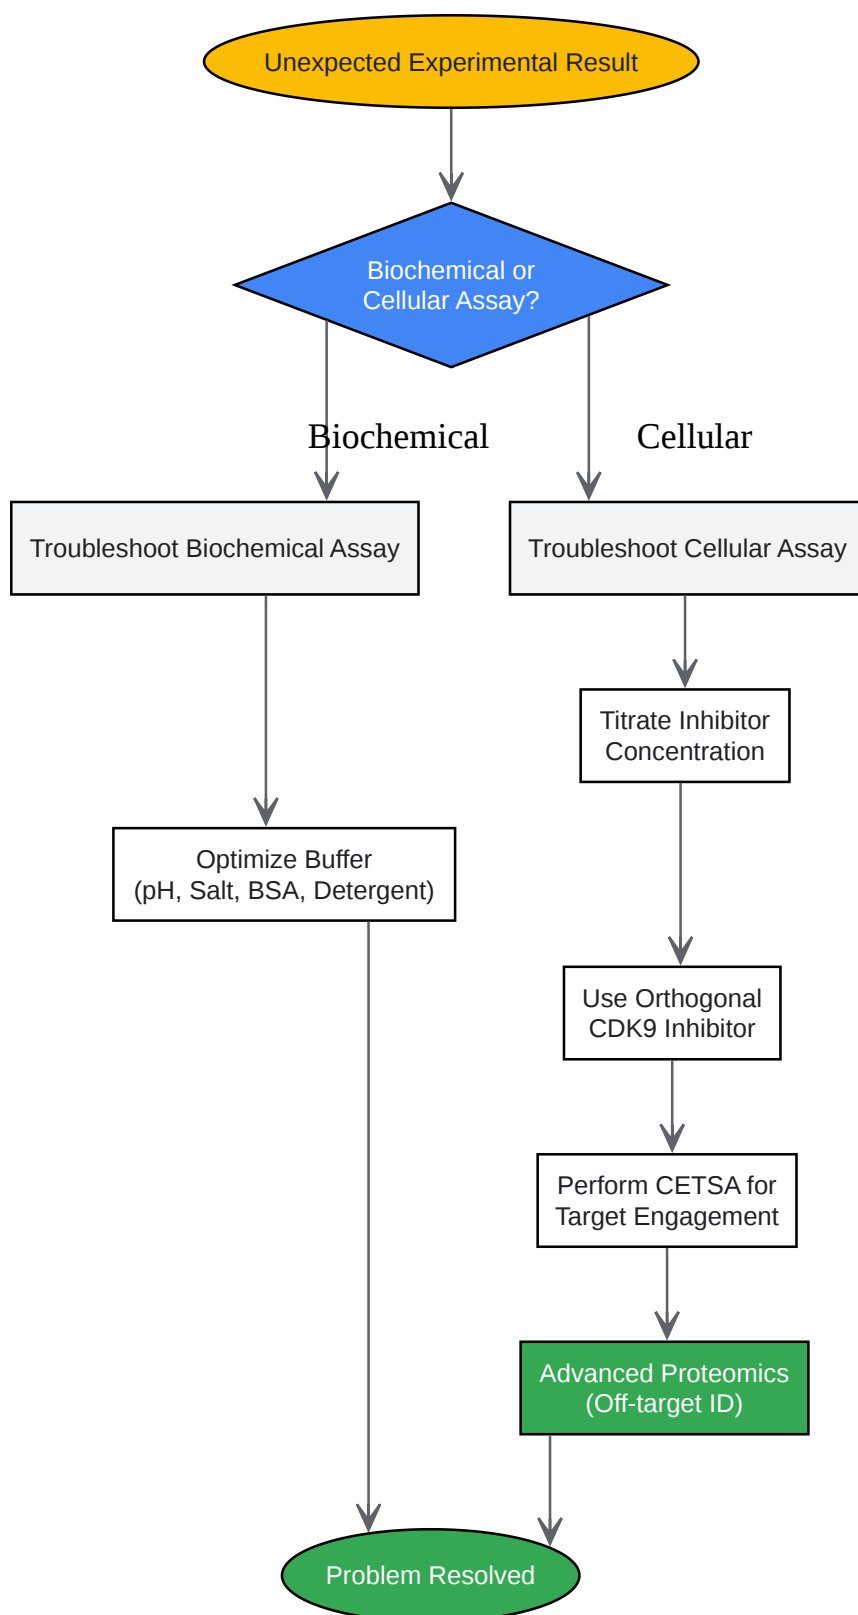 Unexpected Experimental Result
Biochemical or
Cellular Assay?
Biochemical
Cellular
Troubleshoot Biochemical Assay
Troubleshoot Cellular Assay
Titrate Inhibitor
Concentration
Optimize Buffer
(pH, Salt, BSA, Detergent)
Use Orthogonal
CDK9 Inhibitor
Perform CETSA for
Target Engagement
Advanced Proteomics
(Off-target ID)
Problem Resolved